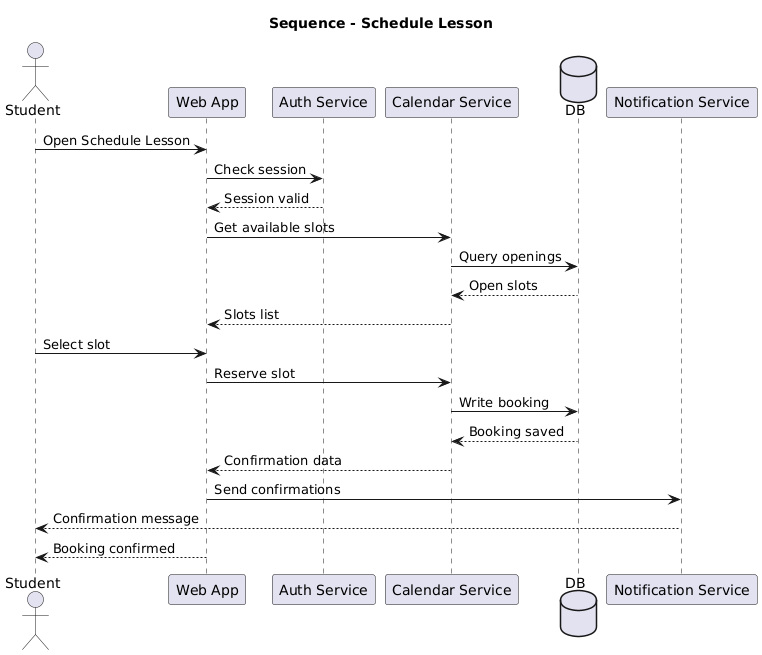 Sequence - Schedule Lesson
Student
Web App
Auth Service
Calendar Service
DB
Notification Service
Open Schedule Lesson
Check session
Session valid
Get available slots
Query openings
Open slots
Slots list
Select slot
Reserve slot
Write booking
Booking saved
Confirmation data
Send confirmations
Confirmation message
Booking confirmed
Student
Web App
Auth Service
Calendar Service
DB
Notification Service